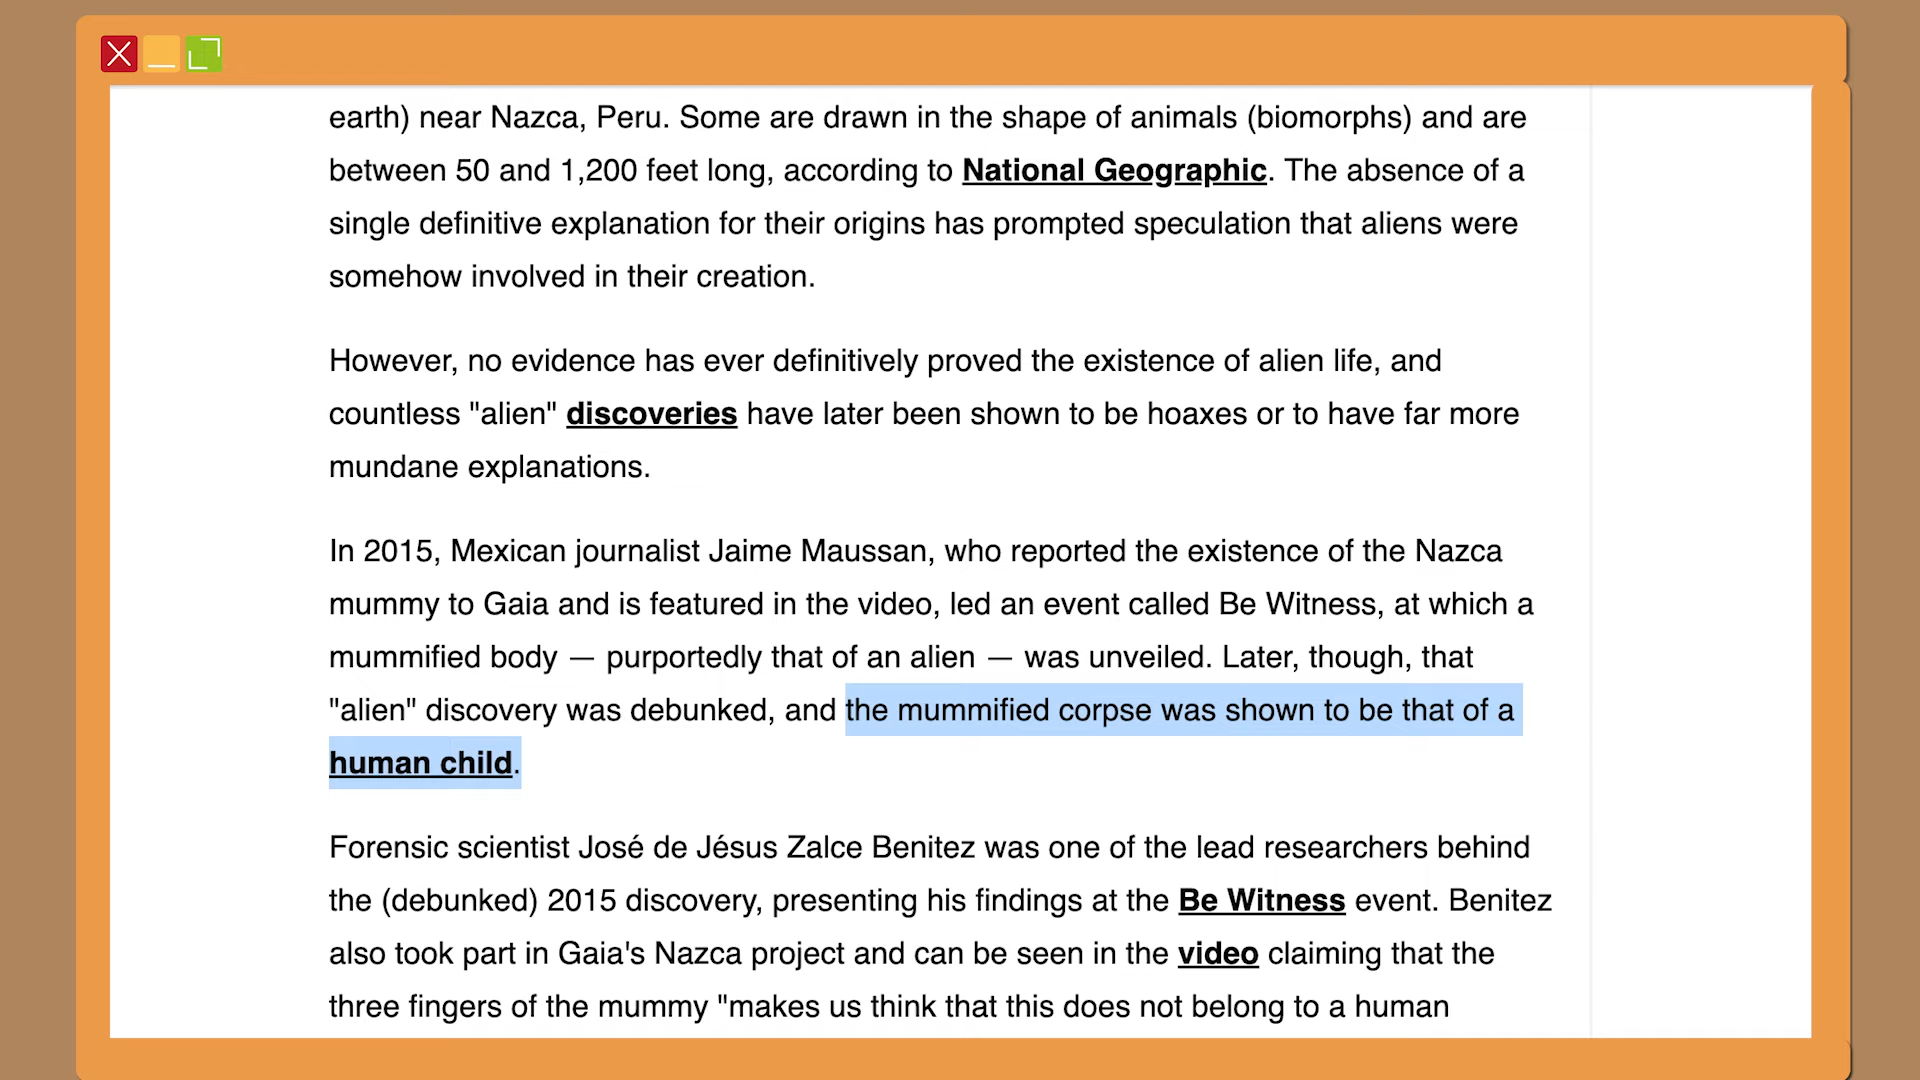 earth) near Nazca, Peru. Some are drawn in the shape of animals (biomorphs) and are
between 50 and 1,200 feet long, according to National Geographic. The absence of a
single definitive explanation for their origins has prompted speculation that aliens were
somehow involved in their creation.
However, no evidence has ever definitively proved the existence of alien life, and
countless "alien" discoveries have later been shown to be hoaxes or to have far more
mundane explanations.
In 2015, Mexican journalist Jaime Maussan, who reported the existence of the Nazca
mummy to Gaia and is featured in the video, led an event called Be Witness, at which a
mummified body — purportedly that of an alien — was unveiled. Later, though, that
"alien" discovery was debunked, and the mummified corpse was shown to be that of a
human child.
Forensic scientist José de Jésus Zalce Benitez was one of the lead researchers behind
the (debunked) 2015 discovery, presenting his findings at the Be Witness event. Benitez
also took part in Gaia's Nazca project and can be seen in the video claiming that the
three fingers of the mummy "makes us think that this does not belong to a human